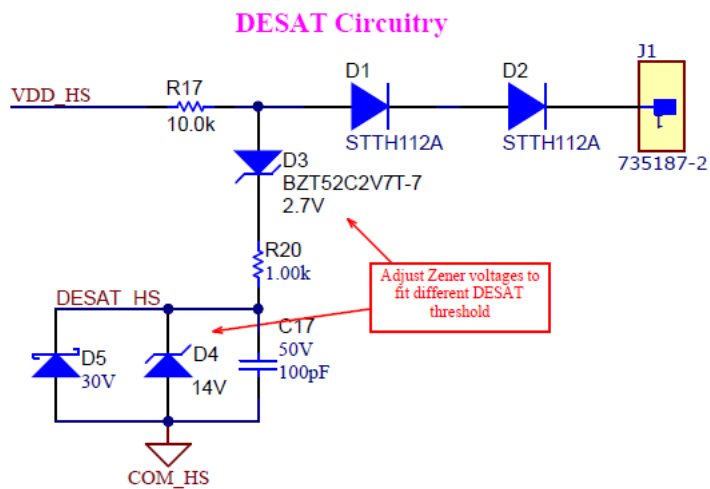 DESAT Circuitry
J1
D1
D2
R17
VDD_HS
10.0k
STTH112A
STTH112A
735187-2
D3
BZT52C2V7T-7
2.7V
R20
1.00k
Adjust Zener voltages to
fit different DESAT
threshold
DESAT_HS
C17
50V
100pF
D5
30V
D4
14V
COM_HS